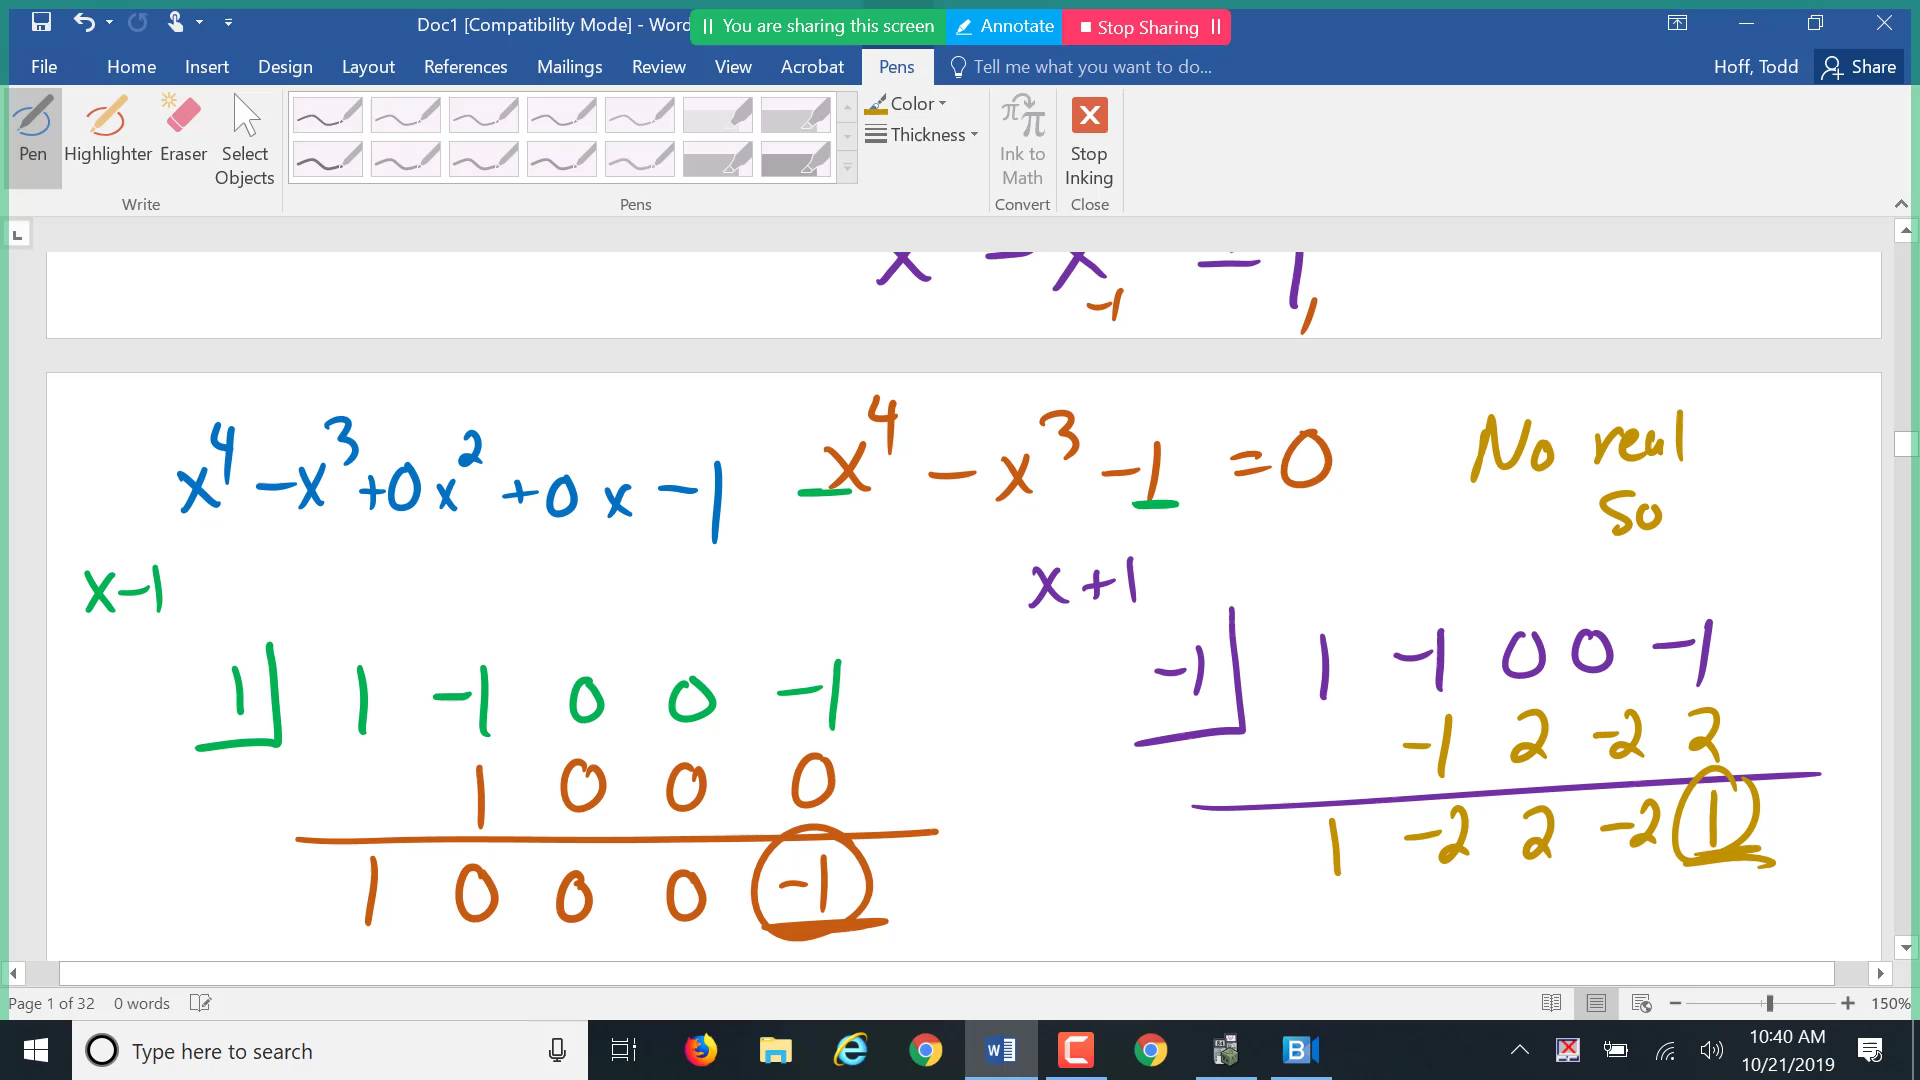 Doc1 [Compatibility Mode] - Word
You are sharing this screen
Annotate
Stop Sharing
File Home Insert Design Layout References Mailings Review View Acrobat Pens Tell me what you want to do... Hoff, Todd Share
Pen
Highlighter
Eraser
Select Objects
Write
Pens
Color
Thickness
Ink to Math
Convert
Stop Inking
Close
-1 ,
x⁴ - x³ + 0x² + 0x - 1
x⁴ - x³ - 1 = 0
No real
So
x-1
x+1
1 1 -1 0 0 -1
1 0 0 0
1 0 0 0 -1
-1 1 -1 0 0 -1
-1 2 -2 2
1 -2 2 -2 1
Page 1 of 32 0 words
150%
Type here to search
10:40 AM
10/21/2019